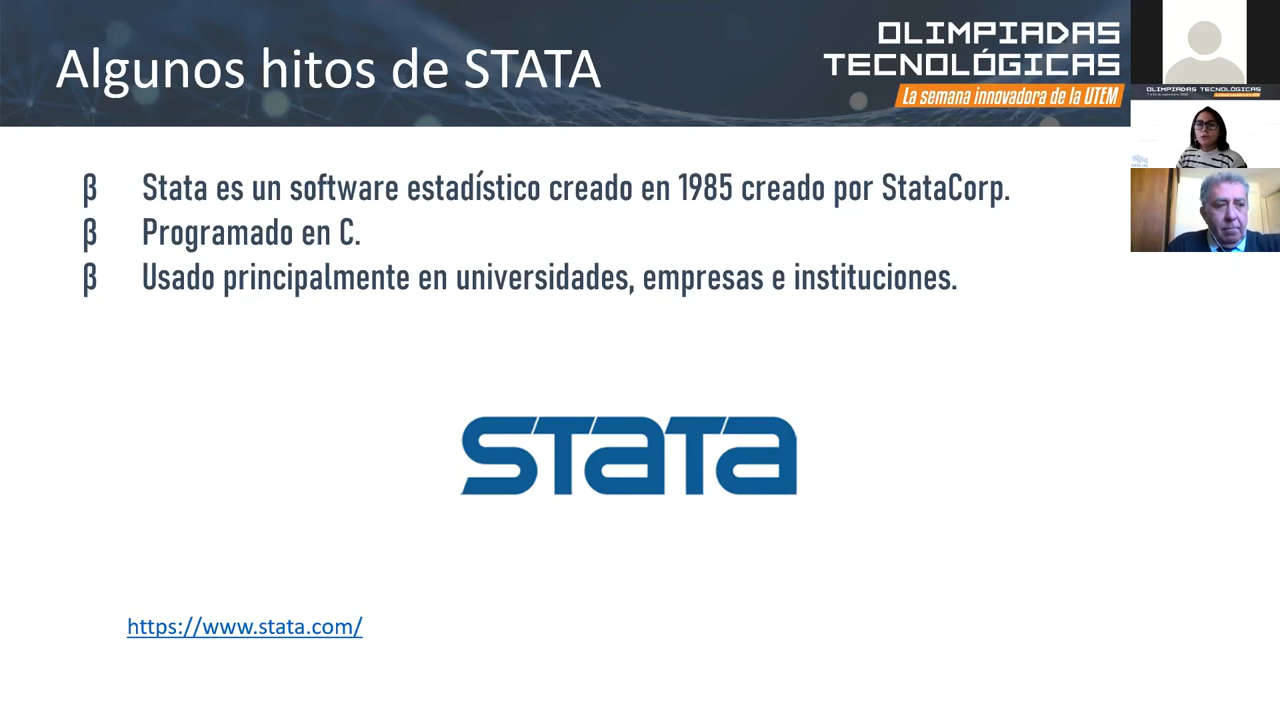 Algunos hitos de STATA
OLIMPIADAS
TECNOLÓGICAS
La semana innovadora de la UTEM
β Stata es un software estadístico creado en 1985 creado por StataCorp.
β Programado en C.
β Usado principalmente en universidades, empresas e instituciones.
stata
https://www.stata.com/
OLIMPIADAS TECNOLÓGICAS